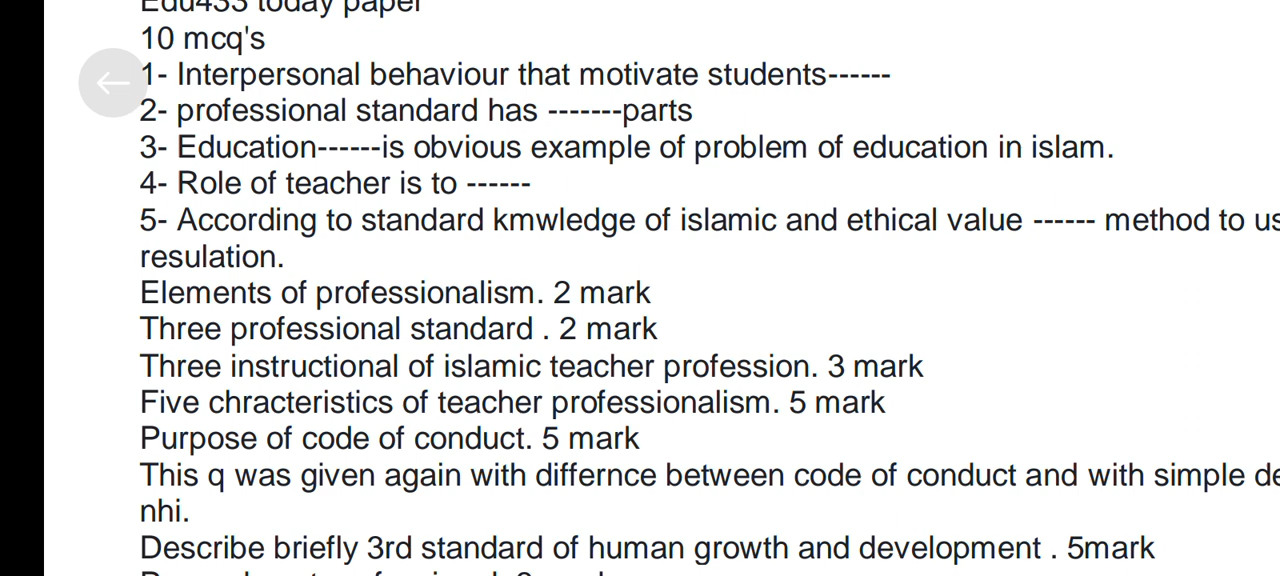 Edu433 today paper
10 mcq's
1- Interpersonal behaviour that motivate students------
2- professional standard has -------parts
3- Education------is obvious example of problem of education in islam.
4- Role of teacher is to ------
5- According to standard kmwledge of islamic and ethical value ------ method to us
resulation.
Elements of professionalism. 2 mark
Three professional standard . 2 mark
Three instructional of islamic teacher profession. 3 mark
Five chracteristics of teacher professionalism. 5 mark
Purpose of code of conduct. 5 mark
This q was given again with differnce between code of conduct and with simple de
nhi.
Describe briefly 3rd standard of human growth and development . 5mark